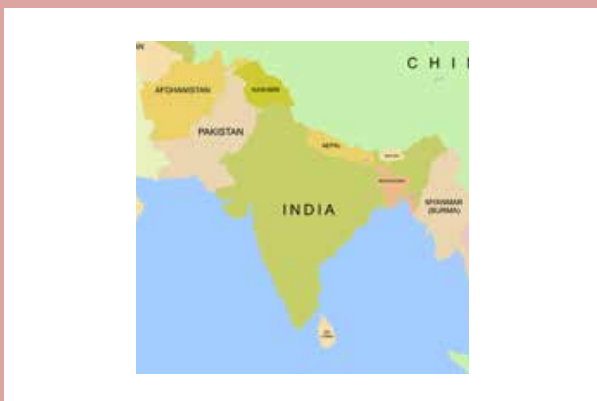 CHI
AFGHANISTAN
KASHMIR
PAKISTAN
NEPAL
INDIA
MYANMAR
(BURMA)